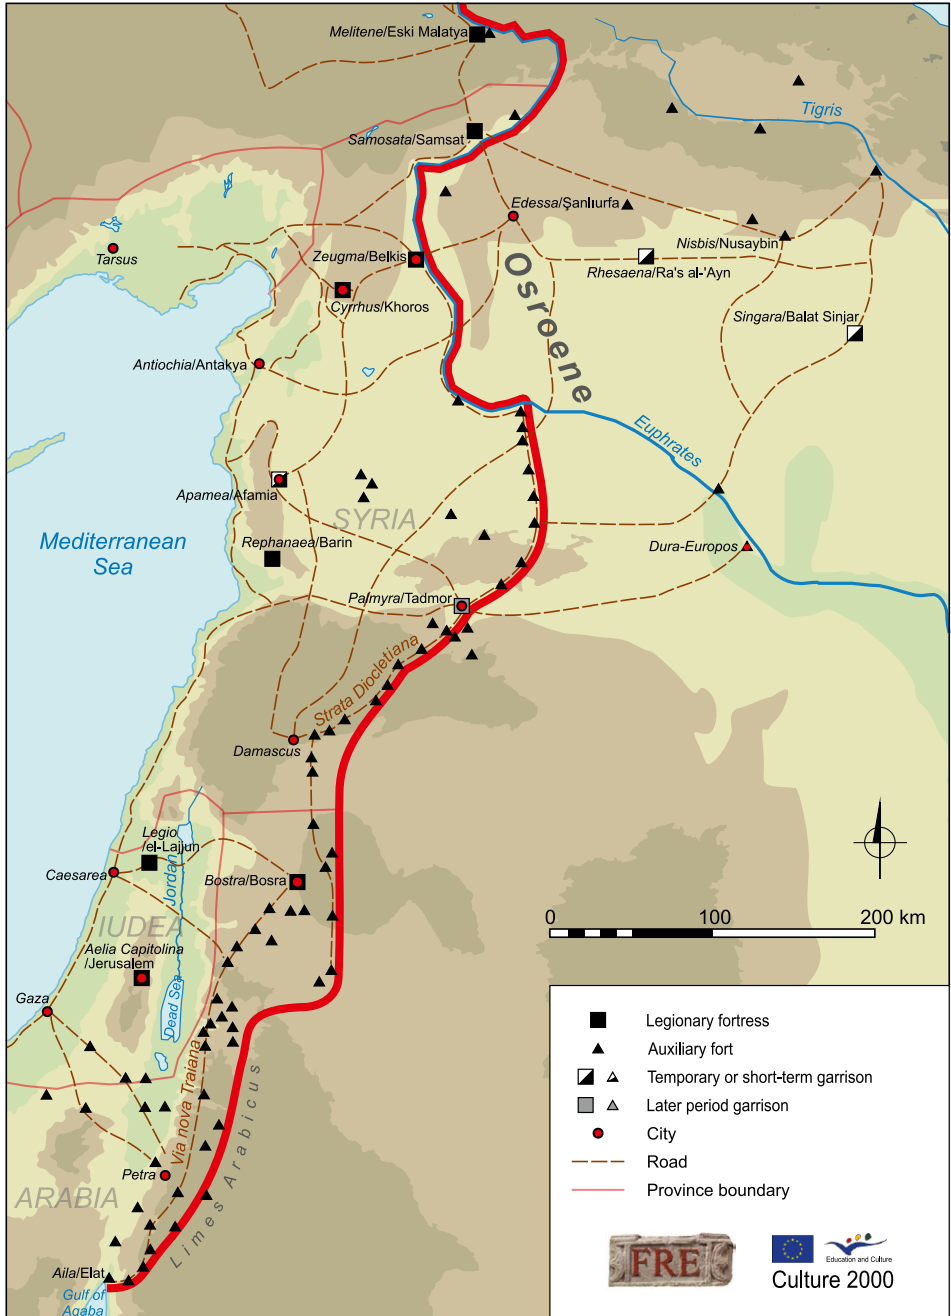 Melitene/Eski Malatya
Tigris
Samosata/Samsat
Edessa/Şanlıurfa
Nisbis/Nusaybin
Tarsus
Zeugma/Belkis
Rhesaena/Ra's al-'Ayn
Cyrrhus/Khoros
Osroene
Singara/Balat Sinjar
Antiochia/Antakya
Euphrates
Apamea/Afamia
SYRIA
Mediterranean
Sea
Rephanaea/Barin
Dura-Europos
Palmyra/Tadmor
Strata Diocletiana
Damascus
Legio
/el-Lajjun
Jordan
Caesarea
Bostra/Bosra
IUDEA
Aelia Capitolina
/Jerusalem
Dead Sea
Gaza
Via nova Traiana
Limes Arabicus
Petra
ARABIA
Aila/Elat
Gulf of
Aqaba
0 100 200 km
Legionary fortress
Auxiliary fort
Temporary or short-term garrison
Later period garrison
City
Road
Province boundary
FRE
Education and Culture
Culture 2000